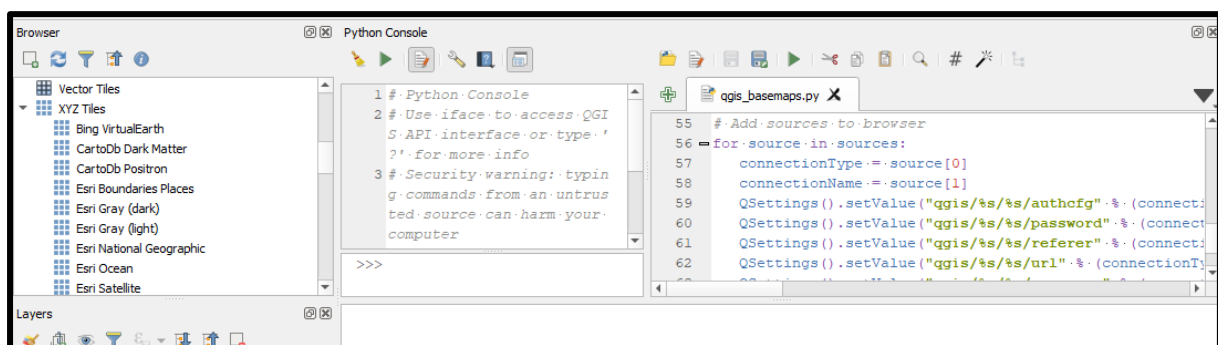 Browser
Python Console
Vector Tiles
XYZ Tiles
Bing VirtualEarth
CartoDb Dark Matter
CartoDb Positron
Esri Boundaries Places
Esri Gray (dark)
Esri Gray (light)
Esri National Geographic
Esri Ocean
Esri Satellite
Layers
1 # Python Console
2 # Use iface to access QGI
S API interface or type '
?' for more info
3 # Security warning: typin
g commands from an untrus
ted source can harm your
computer
>>>
qgis_basemaps.py
55 # Add sources to browser
56 for source in sources:
57 connectionType = source[0]
58 connectionName = source[1]
59 QSettings().setValue("qgis/%s/%s/authcfg" % (connecti
60 QSettings().setValue("qgis/%s/%s/password" % (connect
61 QSettings().setValue("qgis/%s/%s/referer" % (connecti
62 QSettings().setValue("qgis/%s/%s/url" % (connectionTy